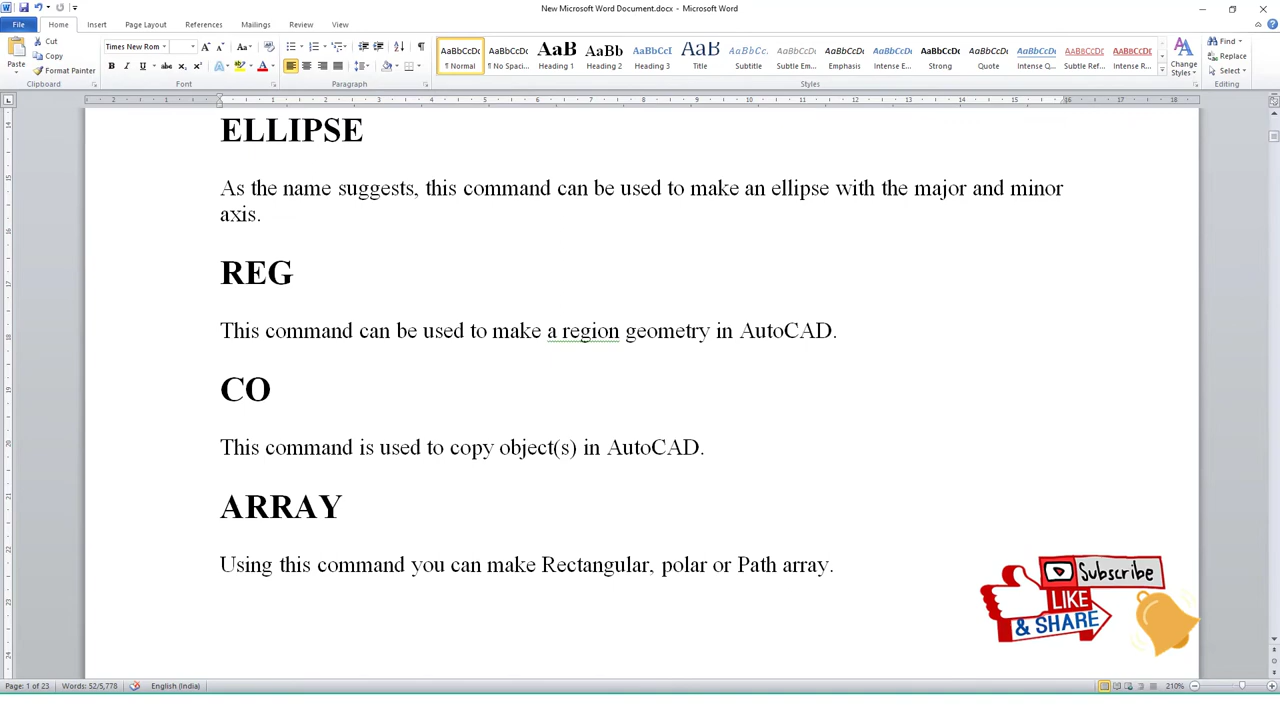 New Microsoft Word Document.docx - Microsoft Word
File Home Insert Page Layout References Mailings Review View
Cut
Copy
Format Painter
Paste
Times New Rom
AaBbCcDc AaBbCcDc AaB AaBb AaBbCcI AaB AaBbCc. AaBbCcDc AaBbCcDc AaBbCcDc AaBbCcDc AaBbCcDc AaBbCcDc AaBbCcDc AaBbCcDc
¶ Normal ¶ No Spaci... Heading 1 Heading 2 Heading 3 Title Subtitle Subtle Em... Emphasis Intense E... Strong Quote Intense Q... Subtle Ref... Intense R...
Change
Styles
Find
Replace
Select
Clipboard Font Paragraph Styles Editing
ELLIPSE
As the name suggests, this command can be used to make an ellipse with the major and minor
axis.
REG
This command can be used to make a region geometry in AutoCAD.
CO
This command is used to copy object(s) in AutoCAD.
ARRAY
Using this command you can make Rectangular, polar or Path array.
Subscribe
LIKE
& SHARE
Page: 1 of 23 Words: 52/5,778 English (India) 210%